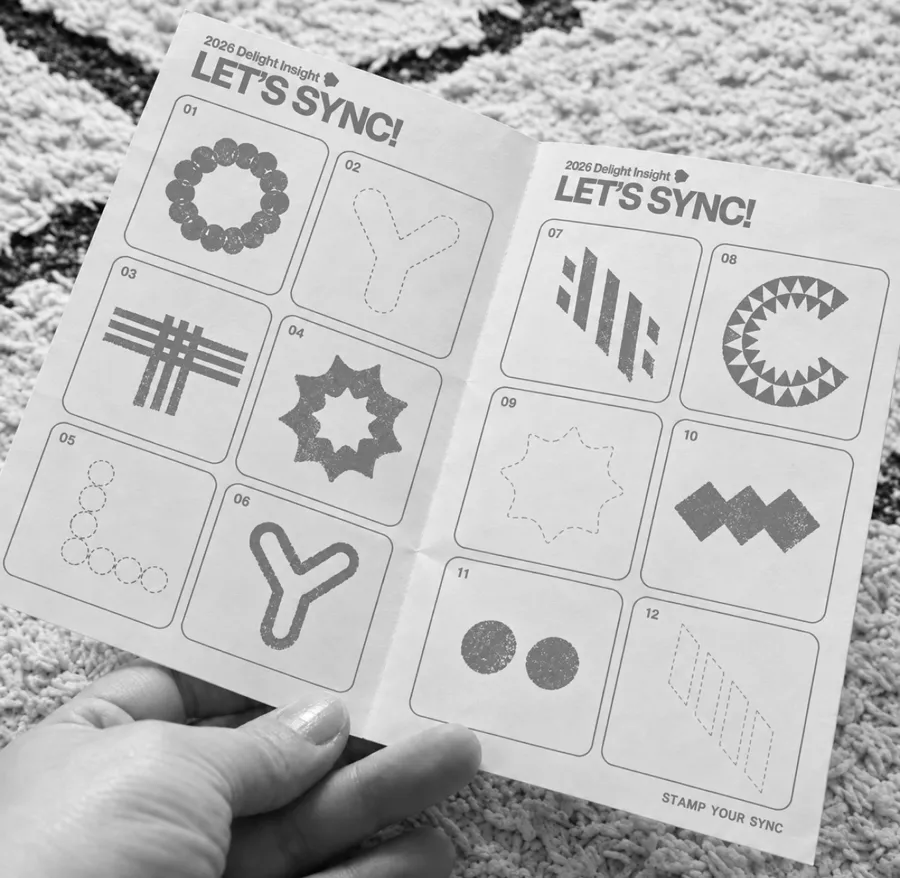 2026 Delight Insight
LET'S SYNC!
01
02
03
04
05
06
2026 Delight Insight
LET'S SYNC!
07
08
09
10
11
12
STAMP YOUR SYNC